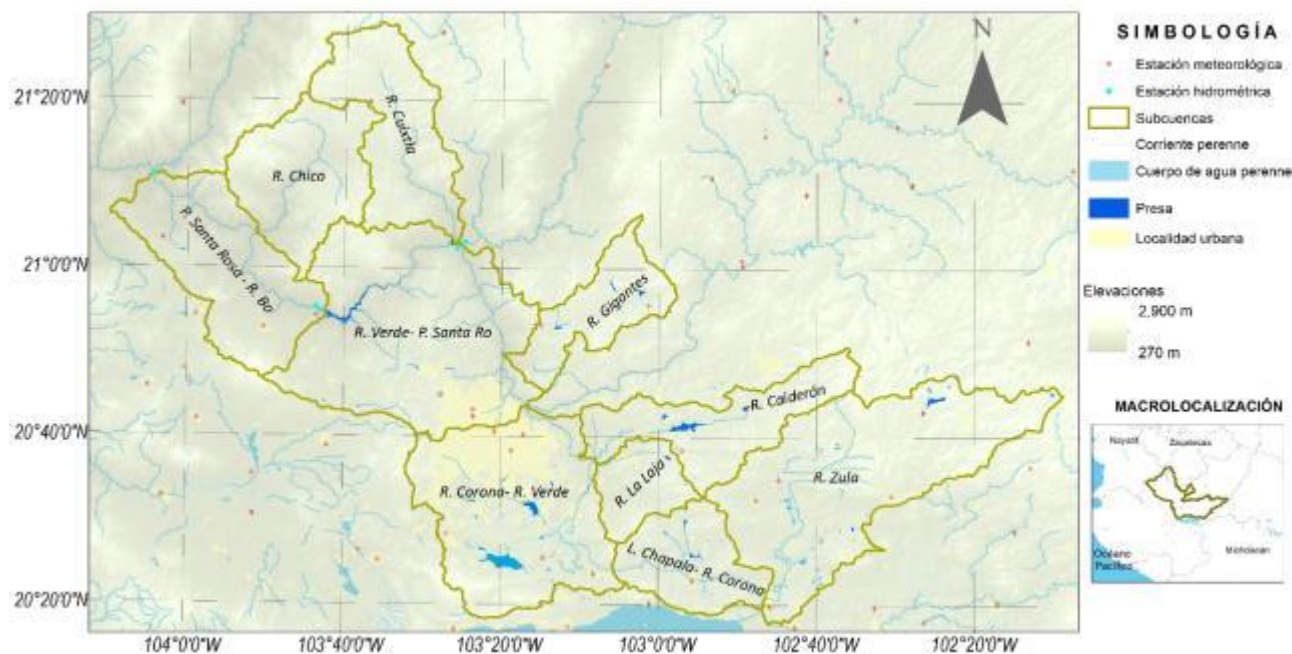 SIMBOLOGÍA
N
Estación meteorológica
Estación hidrométrica
Subcuencas
Corriente perenne
Cuerpo de agua perenne
Presa
Localidad urbana
Elevaciones
2,900 m
270 m
MACROLOCALIZACIÓN
Nayarit
Zacatecas
Océano
Pacífico
Michoacán
21°20'0"N
21°0'0"N
20°40'0"N
20°20'0"N
104°0'0"W
103°40'0"W
103°20'0"W
103°0'0"W
102°40'0"W
102°20'0"W
R. Cuixtla
R. Chico
P. Santa Rosa - R. Bo
R. Verde- P. Santa Ro
R. Gigantes
R. Calderón
R. La Laja
R. Zula
R. Corona- R. Verde
L. Chapala- R. Corona